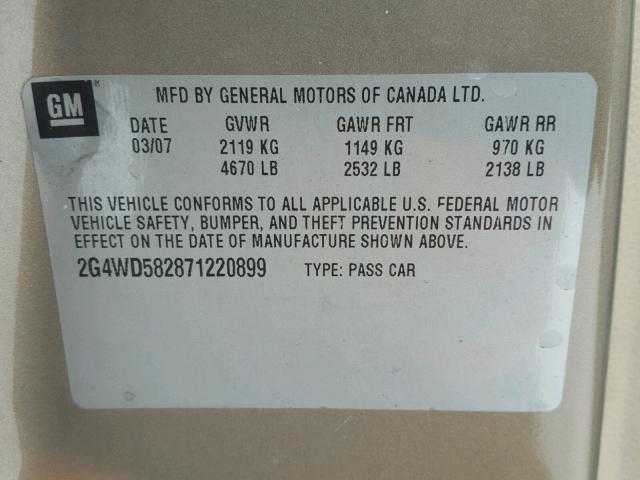 GM
MFD BY GENERAL MOTORS OF CANADA LTD.
DATE GVWR GAWR FRT GAWR RR
03/07 2119 KG 1149 KG 970 KG
4670 LB 2532 LB 2138 LB
THIS VEHICLE CONFORMS TO ALL APPLICABLE U.S. FEDERAL MOTOR
VEHICLE SAFETY, BUMPER, AND THEFT PREVENTION STANDARDS IN
EFFECT ON THE DATE OF MANUFACTURE SHOWN ABOVE.
2G4WD582871220899 TYPE: PASS CAR